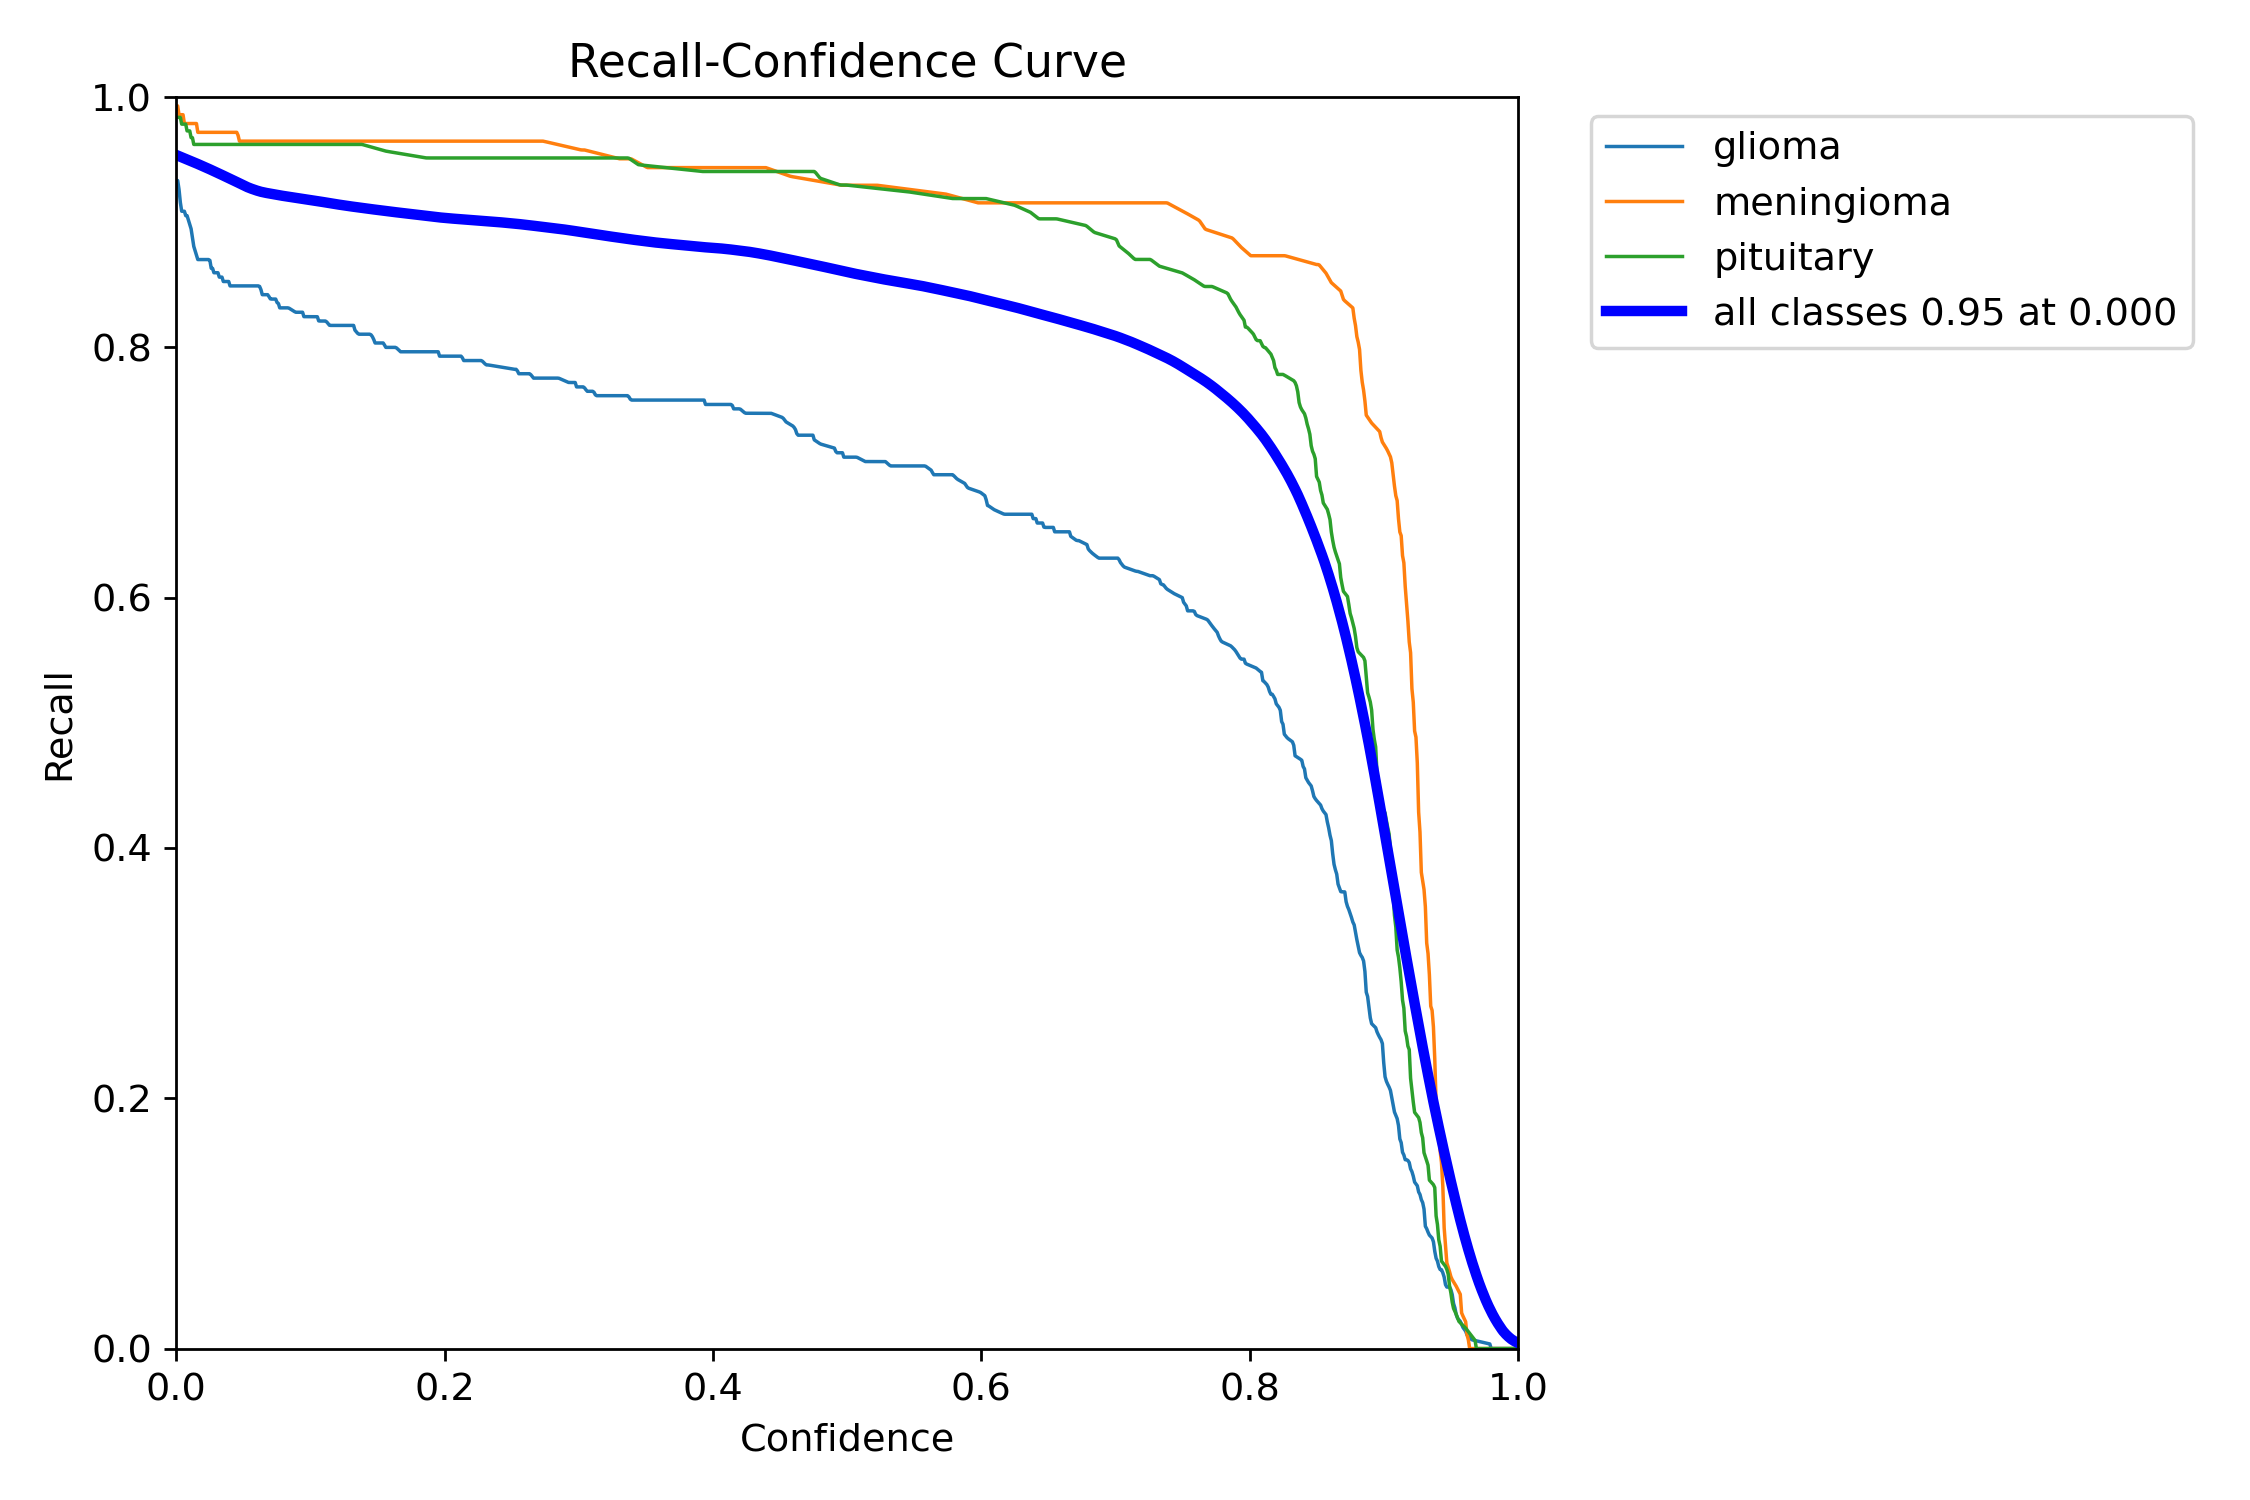 Recall-Confidence Curve
1.0
0.8
0.6
0.4
0.2
0.0
Recall
0.0 0.2 0.4 0.6 0.8 1.0
Confidence
glioma
meningioma
pituitary
all classes 0.95 at 0.000